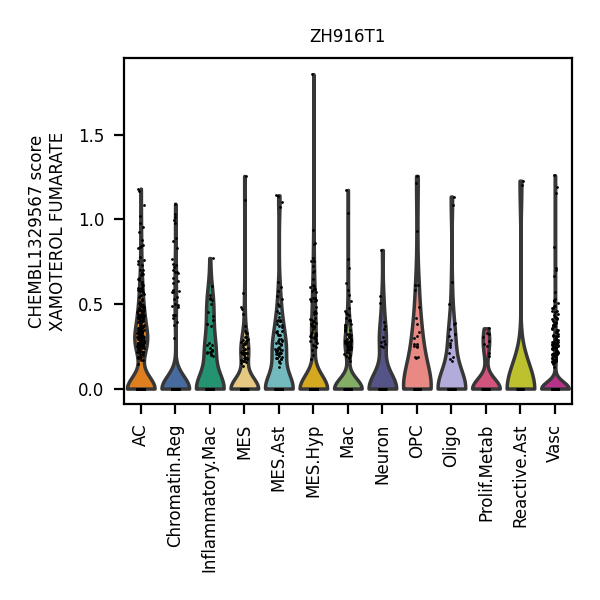 ZH916T1
CHEMBL1329567 score
XAMOTEROL FUMARATE
1.5
1.0
0.5
0.0
AC
Chromatin.Reg
Inflammatory.Mac
MES
MES.Ast
MES.Hyp
Mac
Neuron
OPC
Oligo
Prolif.Metab
Reactive.Ast
Vasc